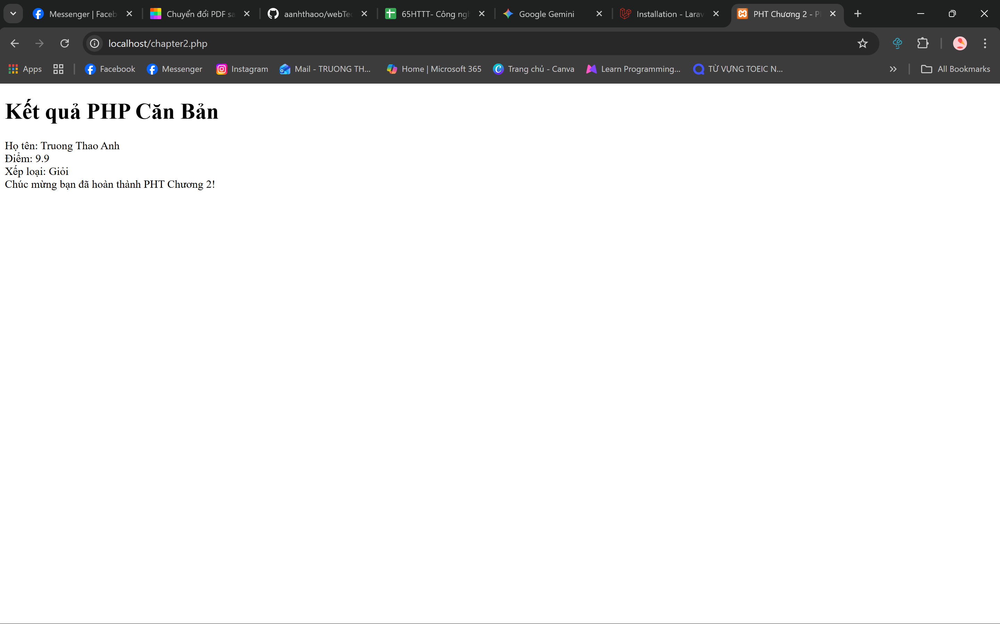 Messenger | Faceb
Chuyển đổi PDF sa
aanhthaoo/webTec
65HTTT- Công ngh
Google Gemini
Installation - Larav
PHT Chương 2 - P
localhost/chapter2.php
Apps
Facebook
Messenger
Instagram
Mail - TRUONG TH...
Home | Microsoft 365
Trang chủ - Canva
Learn Programming...
TỪ VỰNG TOEIC N...
All Bookmarks
Kết quả PHP Căn Bản
Họ tên: Truong Thao Anh
Điểm: 9.9
Xếp loại: Giỏi
Chúc mừng bạn đã hoàn thành PHT Chương 2!